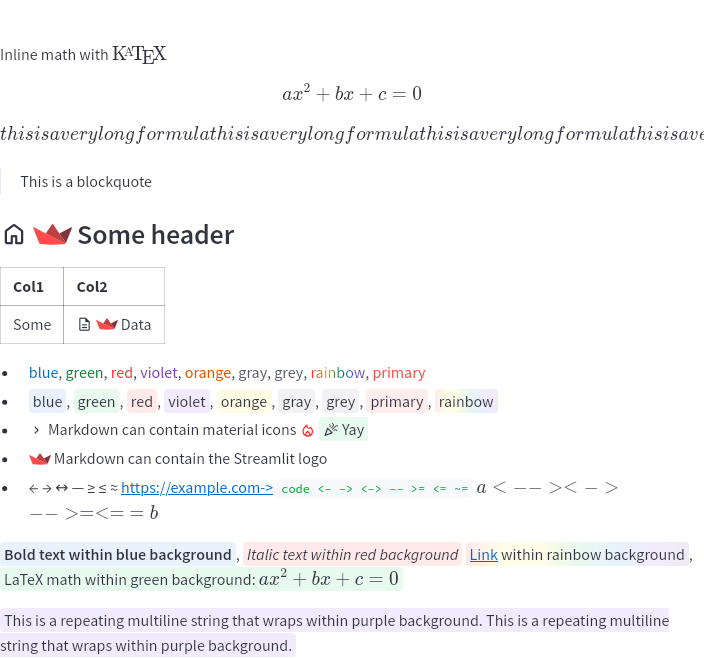 Inline math with KATEX
ax² + bx + c = 0
thisisaverylongformulathisisaverylongformulathisisaverylongformulathisisave
This is a blockquote
Some header
Col1 Col2
Some Data
blue, green, red, violet, orange, gray, grey, rainbow, primary
blue , green , red , violet , orange , gray , grey , primary , rainbow
Markdown can contain material icons Yay
Markdown can contain the Streamlit logo
← → ↔ — ≥ ≤ ≈ https://example.com-> code <- -> <-> -- >= <= ~= a < −− >< − >
−− >=<= = b
Bold text within blue background , Italic text within red background Link within rainbow background ,
LaTeX math within green background: ax² + bx + c = 0
This is a repeating multiline string that wraps within purple background. This is a repeating multiline
string that wraps within purple background.